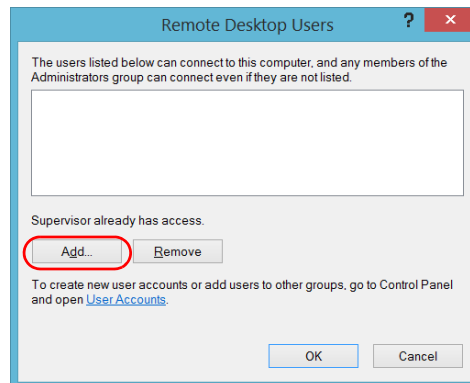 Remote Desktop Users
?
×
The users listed below can connect to this computer, and any members of the
Administrators group can connect even if they are not listed.
Supervisor already has access.
Add...
Remove
To create new user accounts or add users to other groups, go to Control Panel
and open User Accounts.
OK
Cancel